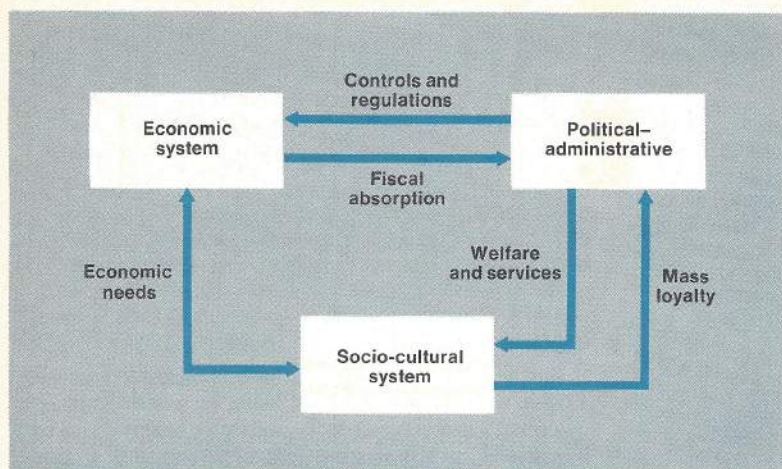 Controls and
regulations
Economic
system
Political–
administrative
Fiscal
absorption
Economic
needs
Welfare
and services
Mass
loyalty
Socio-cultural
system